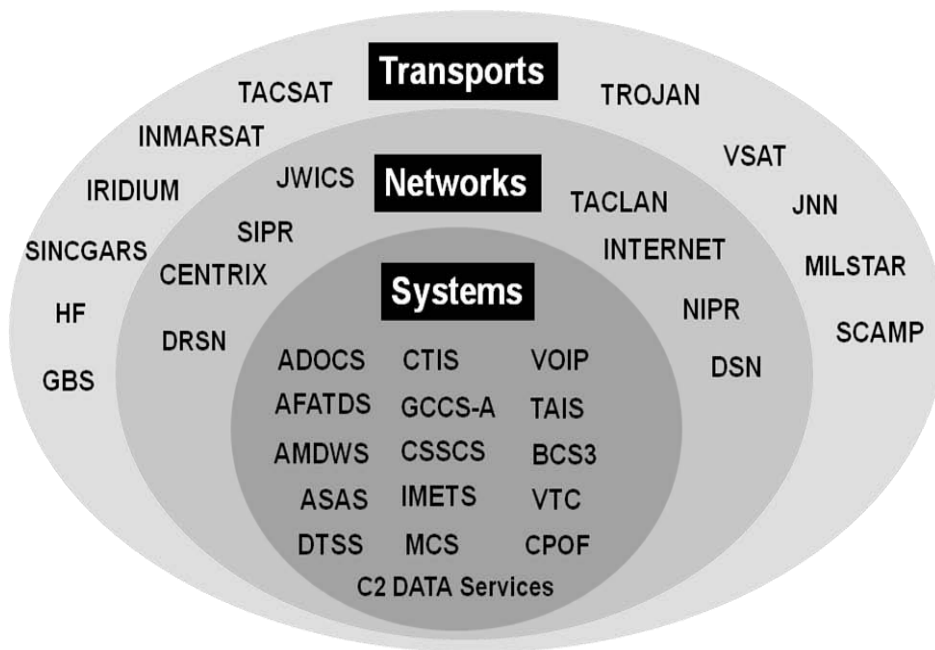 Transports
TACSAT
TROJAN
INMARSAT
VSAT
IRIDIUM
JNN
SINCGARS
MILSTAR
HF
SCAMP
GBS
Networks
JWICS
TACLAN
SIPR
INTERNET
CENTRIX
NIPR
DRSN
DSN
Systems
ADOCS CTIS VOIP
AFATDS GCCS-A TAIS
AMDWS CSSCS BCS3
ASAS IMETS VTC
DTSS MCS CPOF
C2 DATA Services